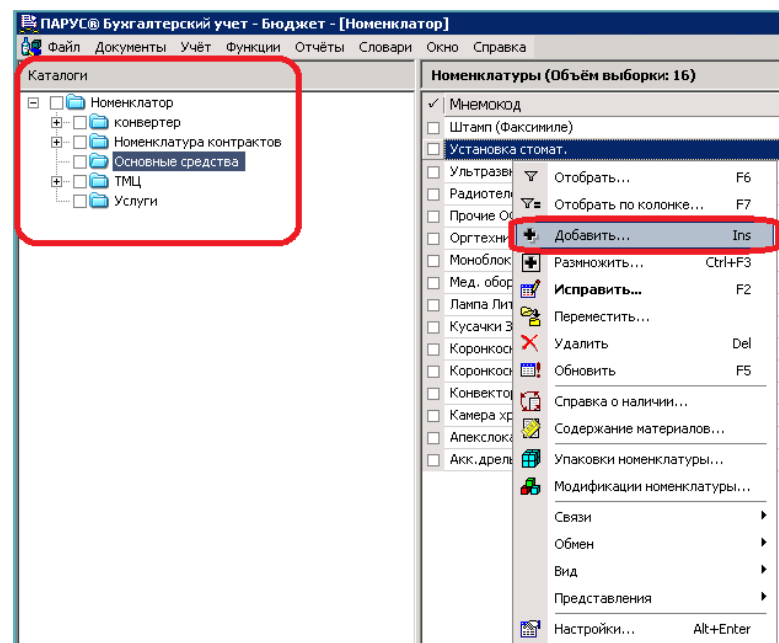 ПАРУС® Бухгалтерский учет - Бюджет - [Номенклатор]
Файл Документы Учёт Функции Отчёты Словари Окно Справка
Каталоги
Номенклатор
конвертер
Номенклатура контрактов
Основные средства
ТМЦ
Услуги
Номенклатуры (Объём выборки: 16)
Мнемокод
Штамп (Факсимиле)
Установка стомат.
Ультразв
Радиотел
Прочие О
Оргтехни
Моноблок
Мед. обор
Лампа Лит
Кусачки З
Коронкос
Коронкос
Конвектор
Камера хр
Апекслока
Акк.дрель
Отобрать... F6
Отобрать по колонке... F7
Добавить... Ins
Размножить... Ctrl+F3
Исправить... F2
Переместить...
Удалить Del
Обновить F5
Справка о наличии...
Содержание материалов...
Упаковки номенклатуры...
Модификации номенклатуры...
Связи
Обмен
Вид
Представления
Настройки... Alt+Enter